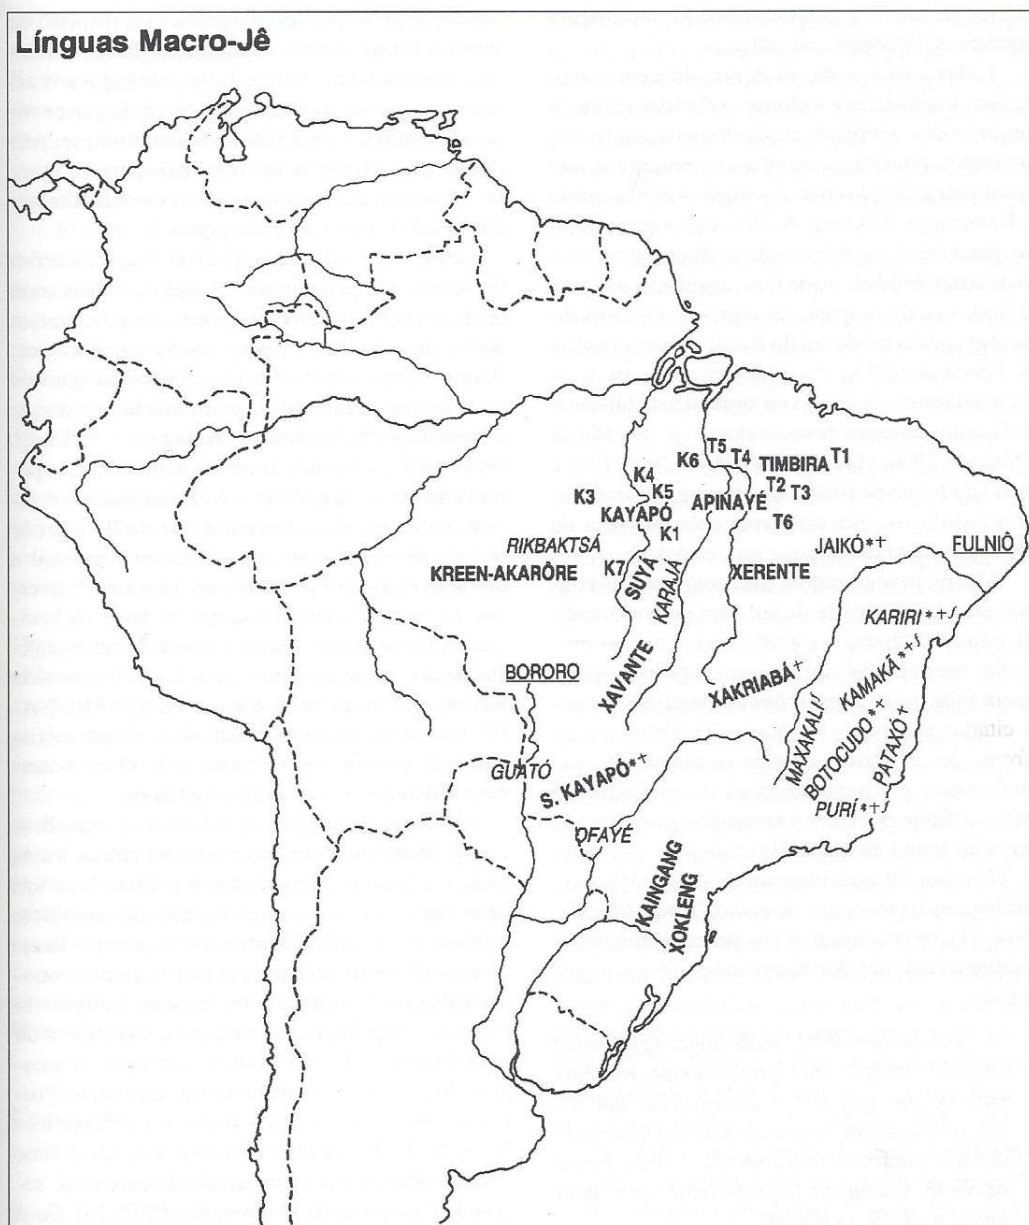 Línguas Macro-Jê
T5
K6
T4
TIMBIRA
T1
K4
T2
T3
K3
K5
KAYAPÓ
APINAYÉ
K1
T6
RIKBAKTSÁ
JAIKÓ*†
FULNIÔ
KREEN-AKARÔRE
K7
SUYÁ
KARAJÁ
XERENTE
KARIRI*+∫
BORORO
XAVANTE
XAKRIABÁ+
KAMAKÃ*+∫
MAXAKALÍ
BOTOCUDO*+
PATAXÓ+
GUATÓ
S. KAYAPÓ*†
PURÍ*+∫
OFAYÉ
KAINGANG
XOKLENG